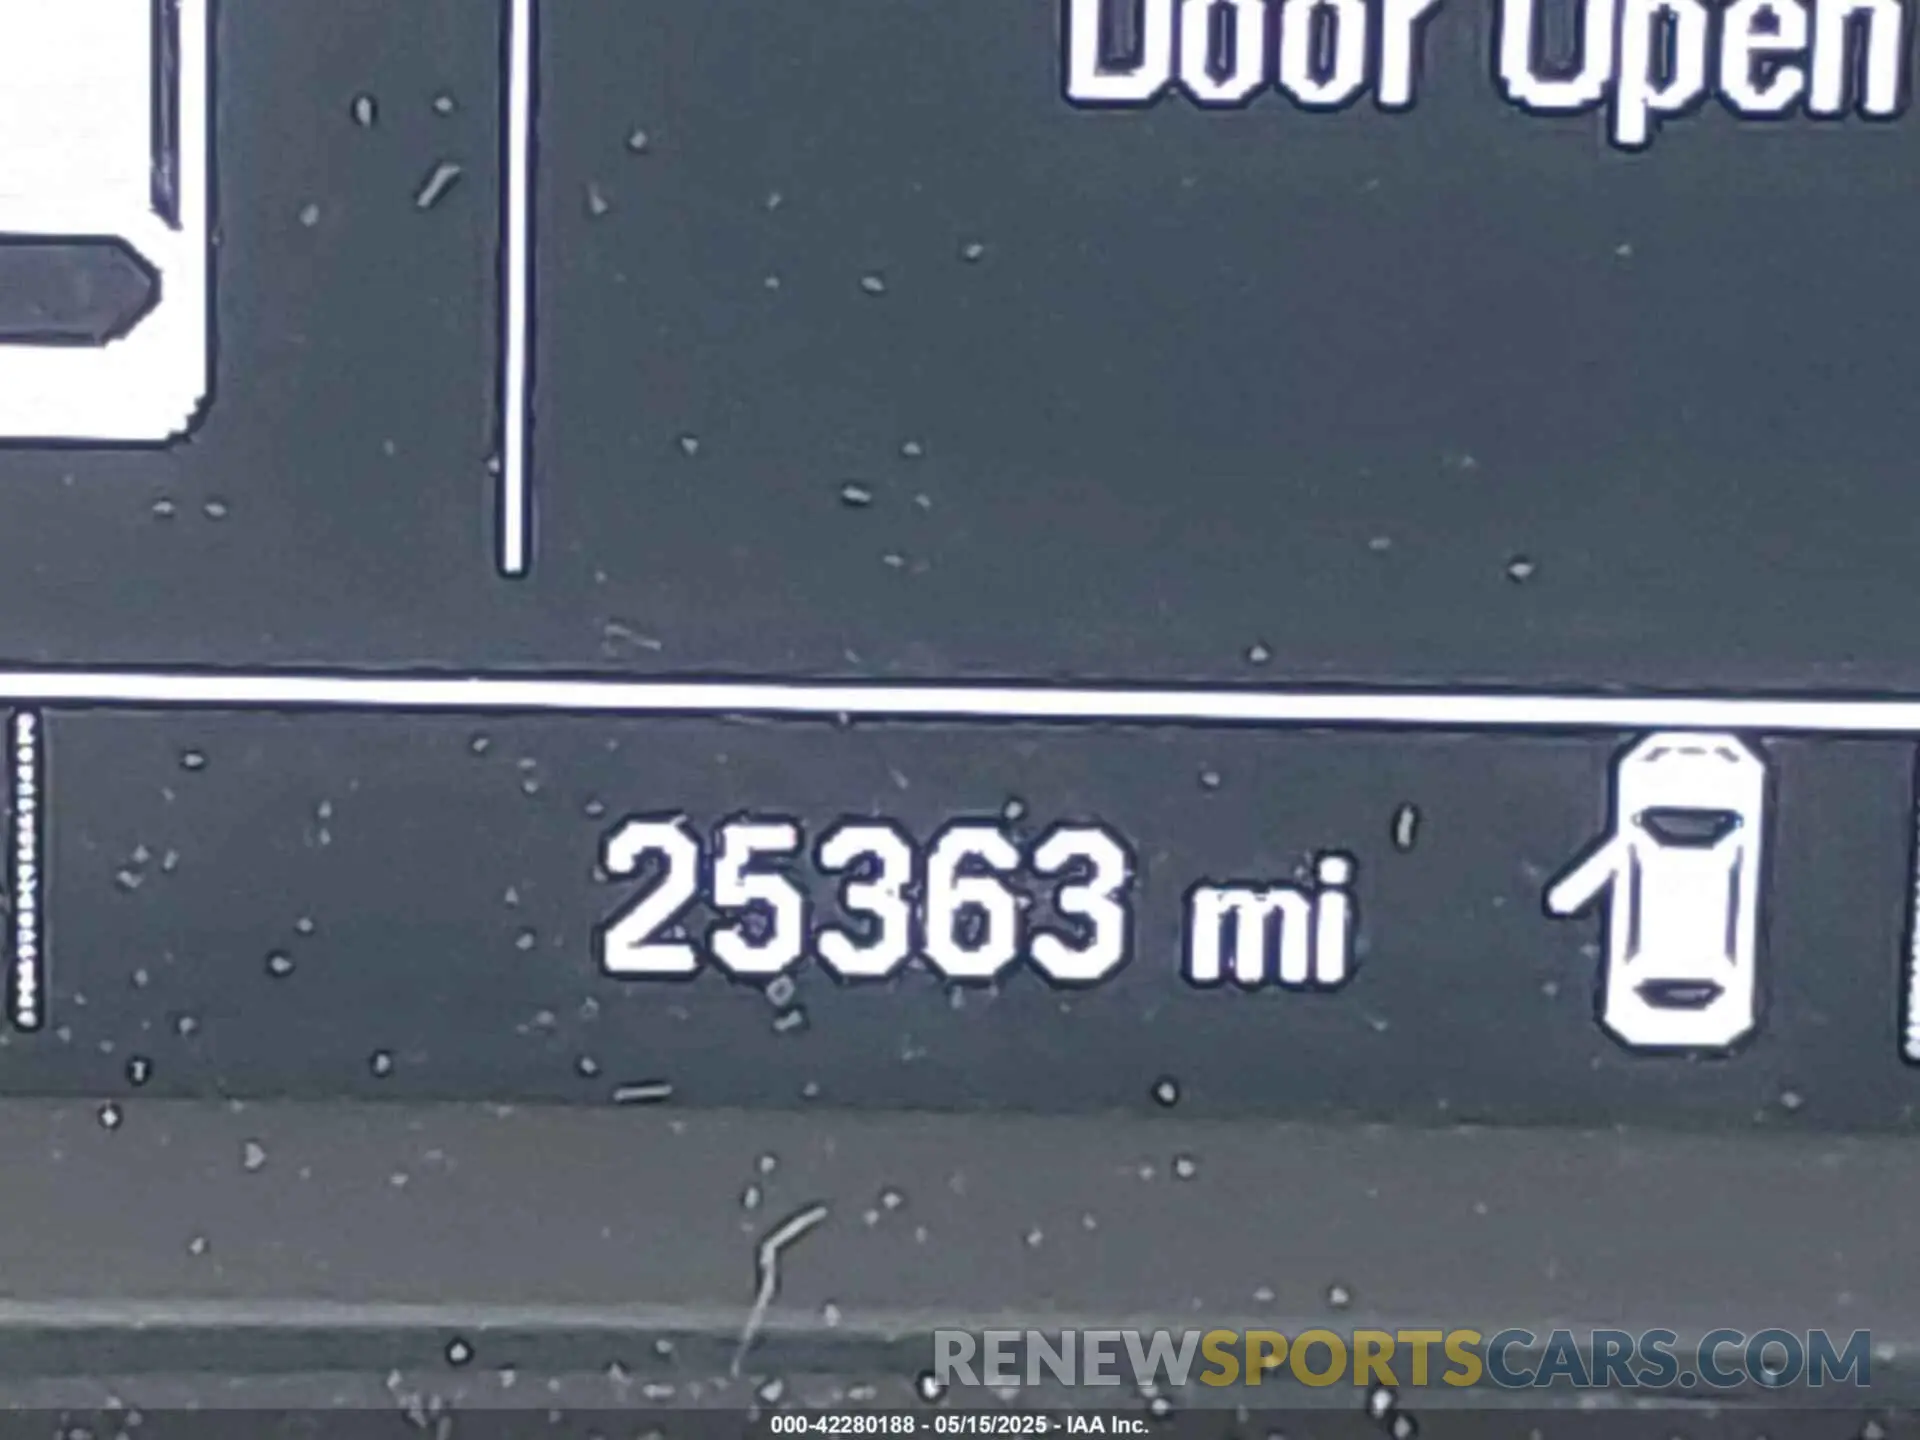 Door Open
25363 mi
RENEWSPORTSCARS.COM
000-42280188 - 05/15/2025 - IAA Inc.